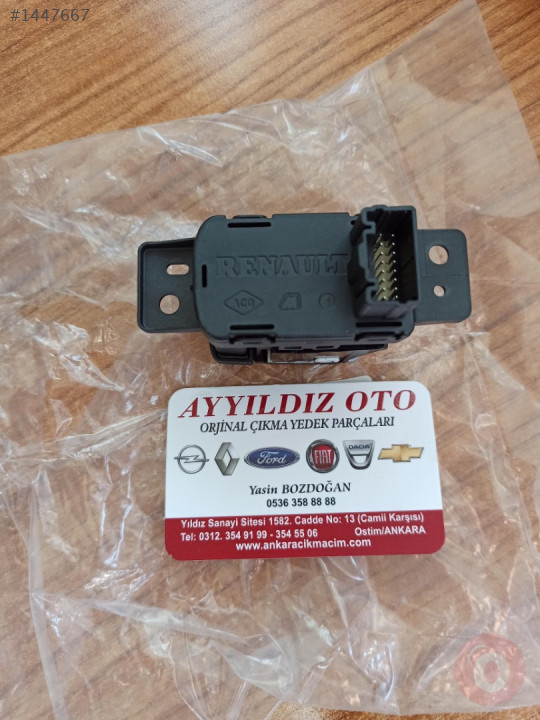 #1447667
RENAULT
AYYILDIZ OTO
ORJİNAL ÇIKMA YEDEK PARÇALARI
Ford
FIAT
DACIA
Yasin BOZDOĞAN
0536 358 88 88
Yıldız Sanayi Sitesi 1582. Cadde No: 13 (Camii Karşısı)
Tel: 0312. 354 91 99 - 354 55 06 Ostim/ANKARA
www.ankaracikmacim.com